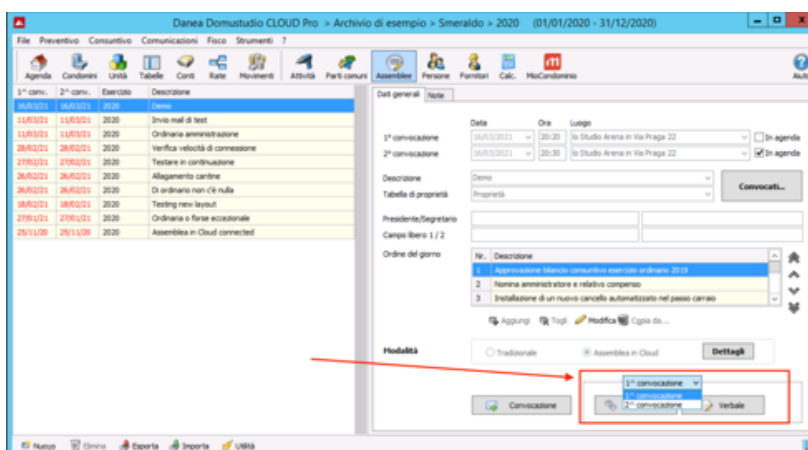 Danea Domustudio CLOUD Pro > Archivio di esempio > Smeraldo > 2020 (01/01/2020 - 31/12/2020)
File Preventivo Consuntivo Comunicazioni Fisco Strumenti ?
Agenda Condomini Unità Tabelle Conti Rate Movimenti Attività Parti comuni Assemblee Persone Fornitori Calc. MioCondominio Aiuto
1^ conv. 2^ conv. Esercizio Descrizione
16/03/21 16/03/21 2020 Demo
11/03/21 11/03/21 2020 Invio mail di test
11/03/21 11/03/21 2020 Ordinaria amministrazione
28/02/21 28/02/21 2020 Verifica velocità di connessione
27/02/21 27/02/21 2020 Testare in continuazione
26/02/21 26/02/21 2020 Allagamento cantine
26/02/21 26/02/21 2020 Di ordinario non c'è nulla
18/02/21 18/02/21 2020 Testing new layout
27/01/21 27/01/21 2020 Ordinaria o forse eccezionale
25/11/20 25/11/20 2020 Assemblea in Cloud connected
Dati generali Note
Data Ora Luogo
1ª convocazione 16/03/2021 20:20 lo Studio Arena in Via Praga 22 In agenda
2ª convocazione 16/03/2021 20:30 lo Studio Arena in Via Praga 22 In agenda
Descrizione Demo
Tabella di proprietà Proprietà
Convocati...
Presidente/Segretario
Campo libero 1 / 2
Ordine del giorno
Nr. Descrizione
1 Approvazione bilancio consuntivo esercizio ordinario 2019
2 Nomina amministratore e relativo compenso
3 Installazione di un nuovo cancello automatizzato nel passo carraio
Aggiungi Togli Modifica Copia da...
Modalità Tradizionale Assemblea in Cloud Dettagli
1^ convocazione
1^ convocazione
2^ convocazione
Convocazione Verbale
Nuovo Elimina Esporta Importa Utilità